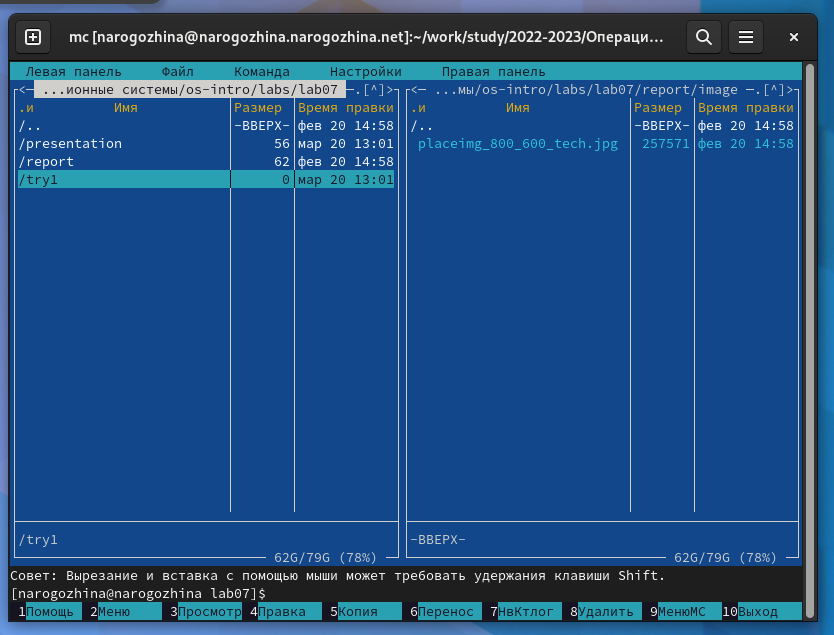 mc [narogozhina@narogozhina.narogozhina.net]:~/work/study/2022-2023/Операци...
Левая панель Файл Команда Настройки Правая панель
<— ...ионные системы/os-intro/labs/lab07 —.[^]>
.и Имя Размер Время правки
/.. -ВВЕРХ- фев 20 14:58
/presentation 56 мар 20 13:01
/report 62 фев 20 14:58
/try1 0 мар 20 13:01
/try1
62G/79G (78%)
<— ...мы/os-intro/labs/lab07/report/image —.[^]>
.и Имя Размер Время правки
/.. -ВВЕРХ- фев 20 14:58
placeimg_800_600_tech.jpg 257571 фев 20 14:58
-ВВЕРХ-
62G/79G (78%)
Совет: Вырезание и вставка с помощью мыши может требовать удержания клавиши Shift.
[narogozhina@narogozhina lab07]$
1Помощь 2Меню 3Просмотр 4Правка 5Копия 6Перенос 7НвКтлог 8Удалить 9МенюМС 10Выход